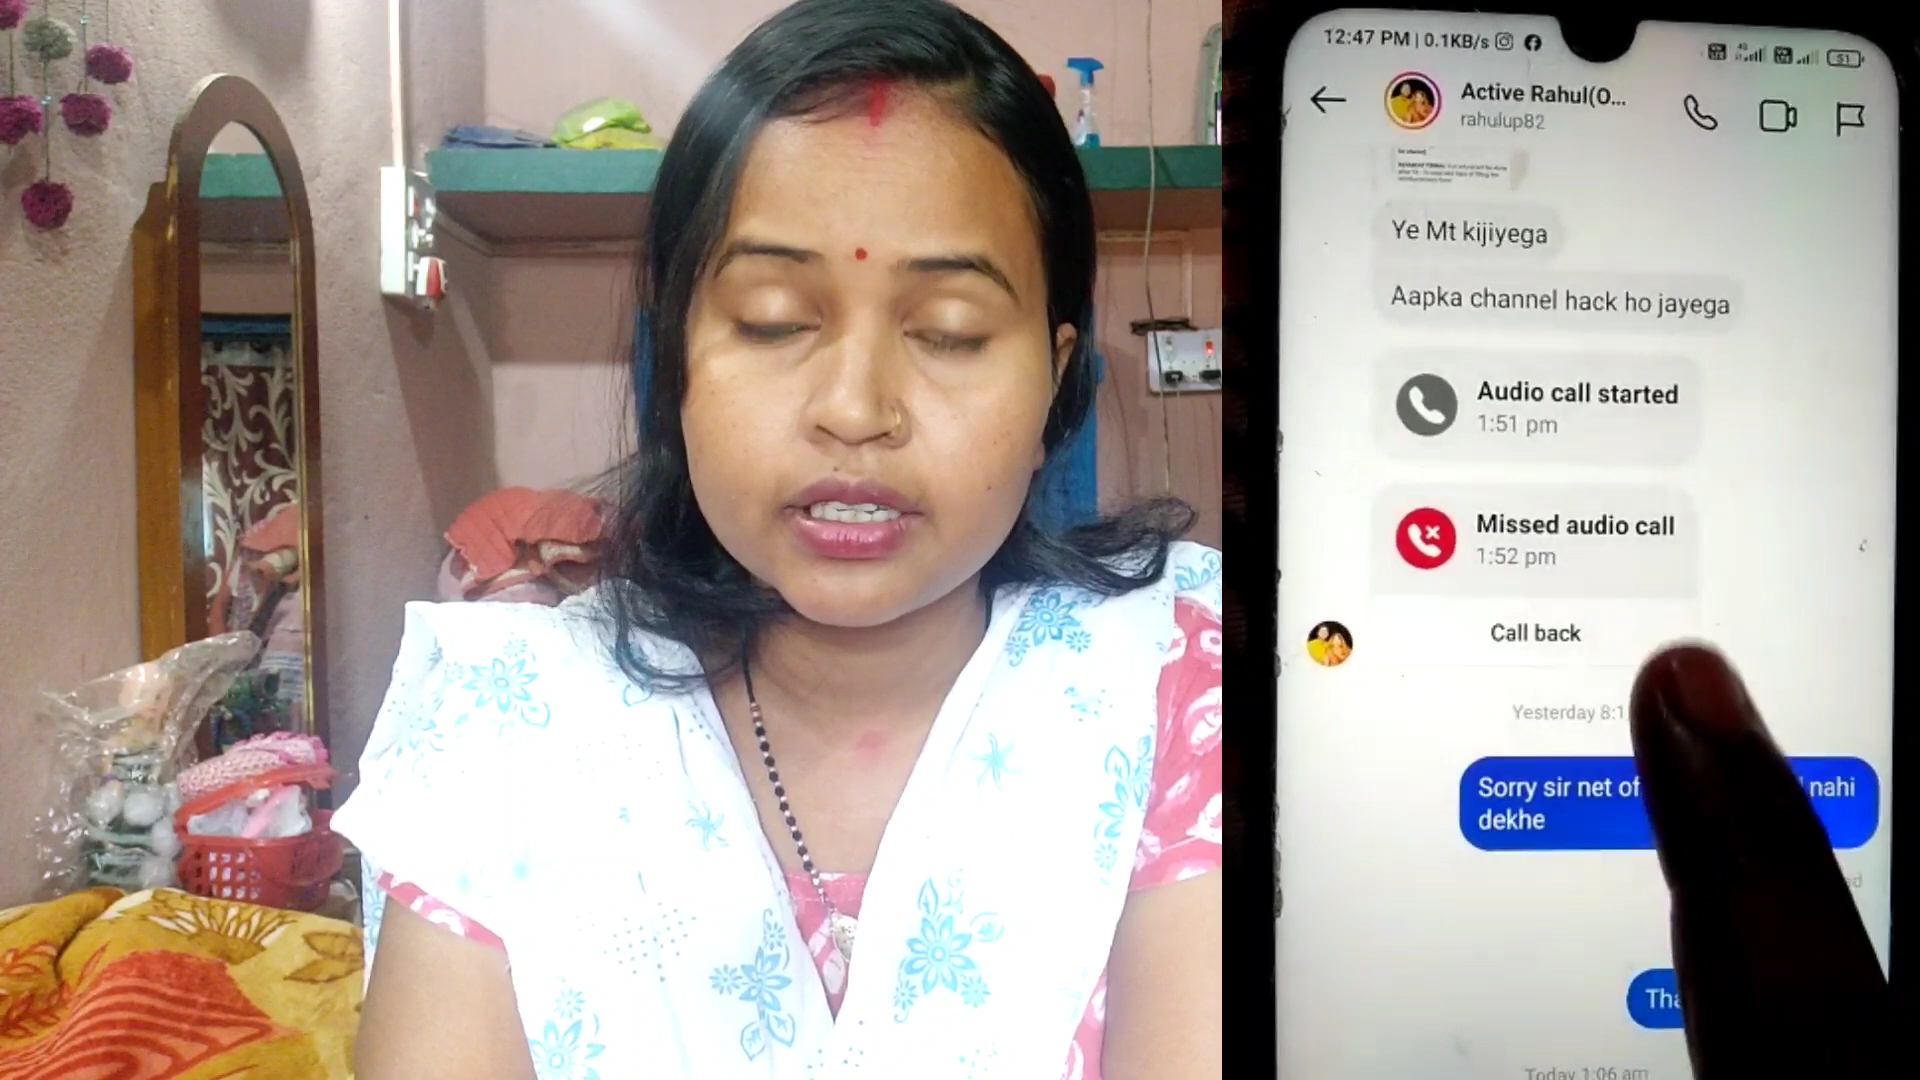 12:47 PM | 0.1KB/s
51
Active Rahul(O...
rahulup82
Ye Mt kijiyega
Aapka channel hack ho jayega
Audio call started
1:51 pm
Missed audio call
1:52 pm
Call back
Yesterday 8:1
Sorry sir net of nahi
dekhe
Tha
Today 1:06 am